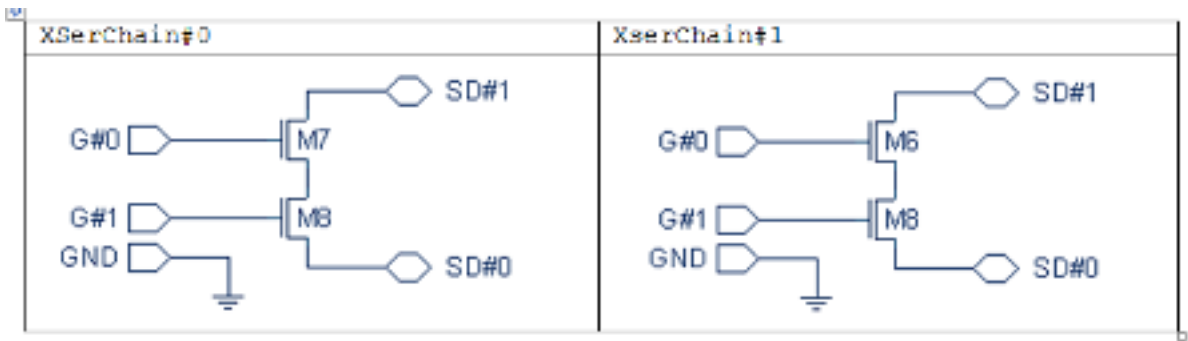 XSerChain#0
XserChain#1
SD#1
G#0
M7
G#1
M8
GND
SD#0
SD#1
G#0
M6
G#1
M8
GND
SD#0